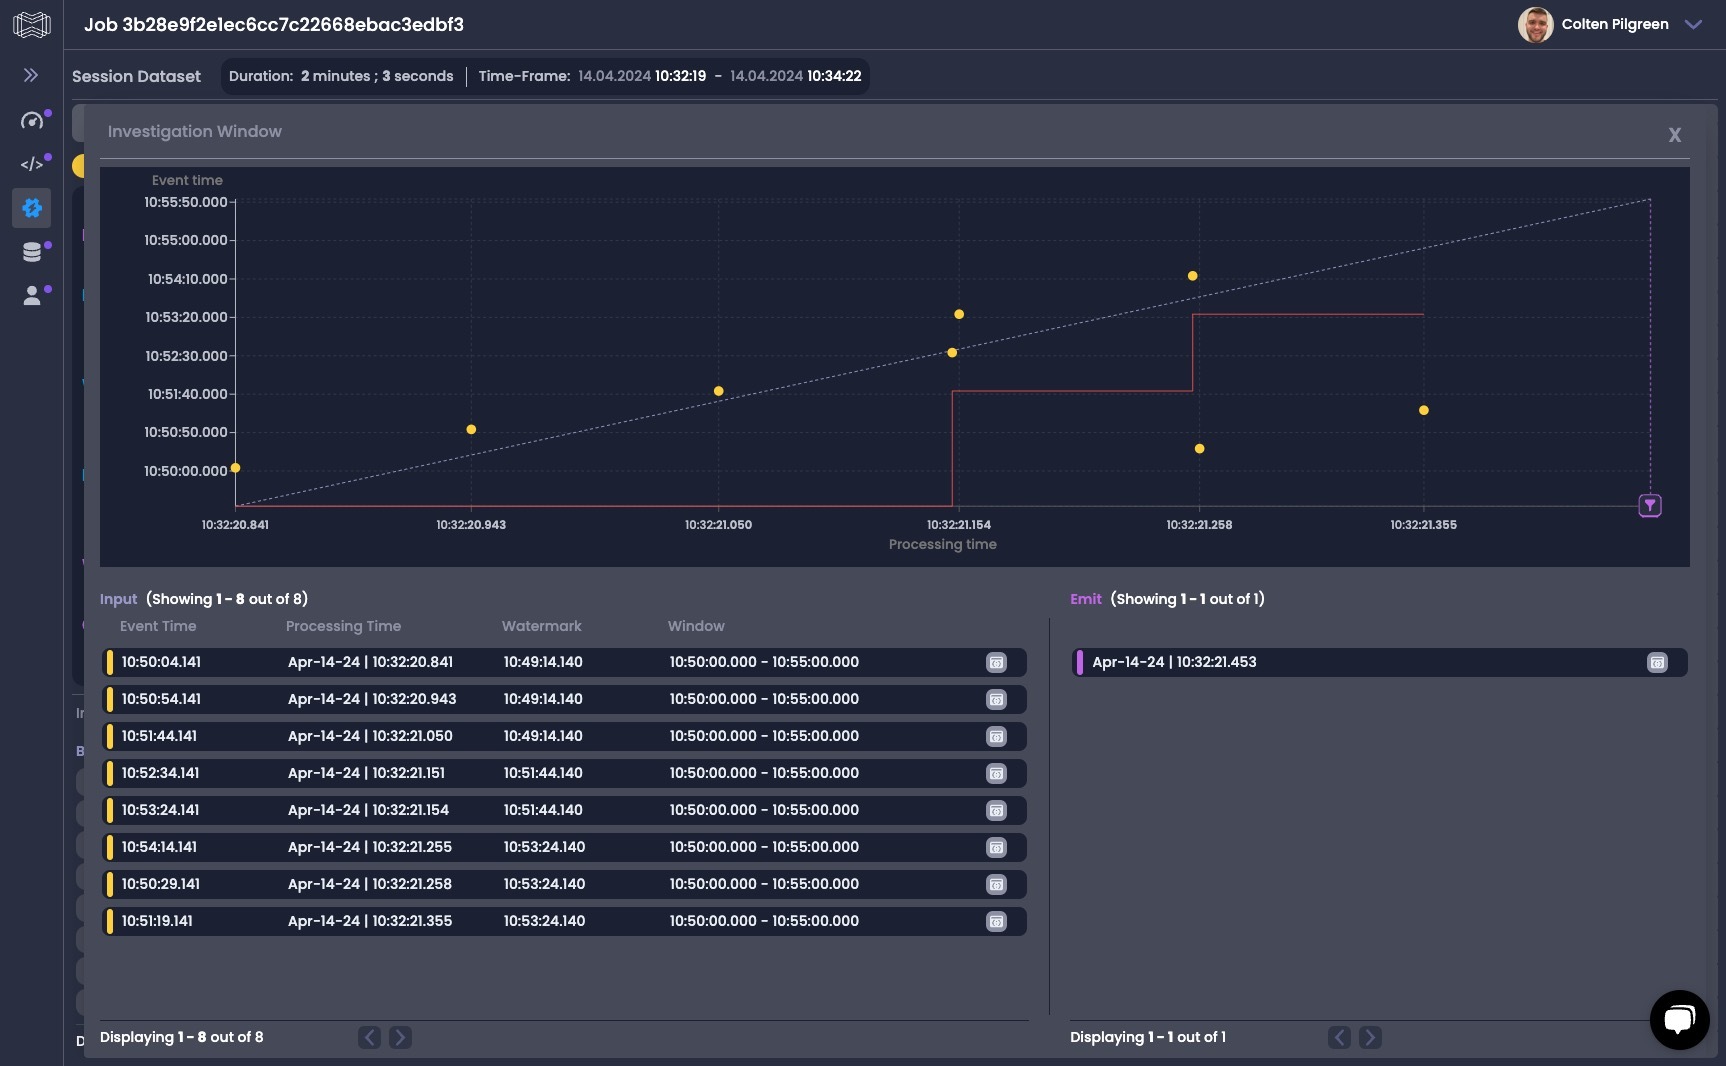 Job 3b28e9f2e1ec6cc7c22668ebac3edbf3
Colten Pilgreen
Session Dataset
Duration: 2 minutes ; 3 seconds
Time-Frame: 14.04.2024 10:32:19 - 14.04.2024 10:34:22
Investigation Window
X
Event time
10:55:50.000
10:55:00.000
10:54:10.000
10:53:20.000
10:52:30.000
10:51:40.000
10:50:50.000
10:50:00.000
10:32:20.841 10:32:20.943 10:32:21.050 10:32:21.154 10:32:21.258 10:32:21.355
Processing time
Input (Showing 1 - 8 out of 8)
Event Time Processing Time Watermark Window
10:50:04.141 Apr-14-24 | 10:32:20.841 10:49:14.140 10:50:00.000 - 10:55:00.000
10:50:54.141 Apr-14-24 | 10:32:20.943 10:49:14.140 10:50:00.000 - 10:55:00.000
10:51:44.141 Apr-14-24 | 10:32:21.050 10:49:14.140 10:50:00.000 - 10:55:00.000
10:52:34.141 Apr-14-24 | 10:32:21.151 10:51:44.140 10:50:00.000 - 10:55:00.000
10:53:24.141 Apr-14-24 | 10:32:21.154 10:51:44.140 10:50:00.000 - 10:55:00.000
10:54:14.141 Apr-14-24 | 10:32:21.255 10:53:24.140 10:50:00.000 - 10:55:00.000
10:50:29.141 Apr-14-24 | 10:32:21.258 10:53:24.140 10:50:00.000 - 10:55:00.000
10:51:19.141 Apr-14-24 | 10:32:21.355 10:53:24.140 10:50:00.000 - 10:55:00.000
Displaying 1 - 8 out of 8
Emit (Showing 1 - 1 out of 1)
Apr-14-24 | 10:32:21.453
Displaying 1 - 1 out of 1